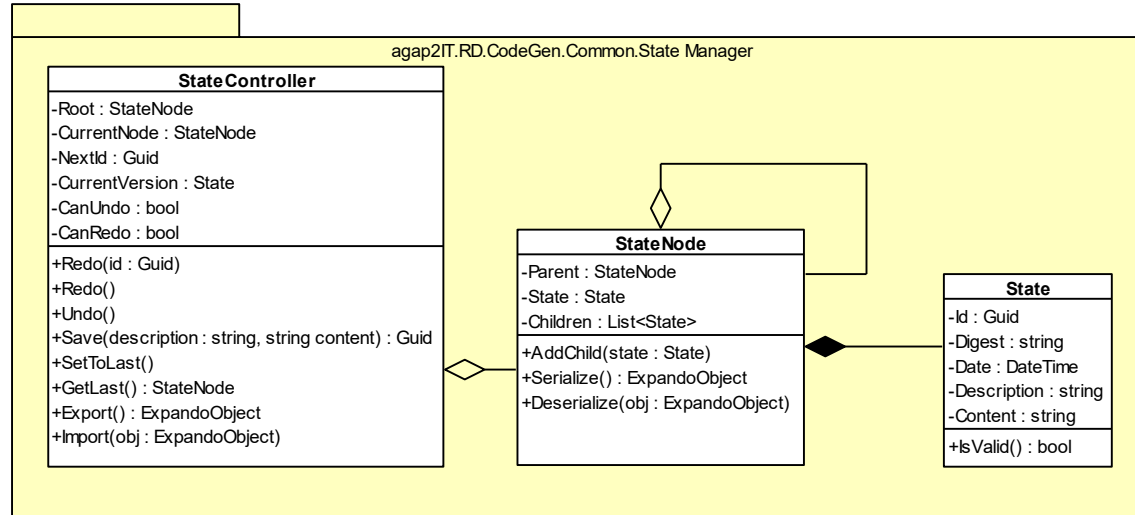 agap2IT.RD.CodeGen.Common.State Manager
StateController
-Root : StateNode
-CurrentNode : StateNode
-NextId : Guid
-CurrentVersion : State
-CanUndo : bool
-CanRedo : bool
+Redo(id : Guid)
+Redo()
+Undo()
+Save(description : string, string content) : Guid
+SetToLast()
+GetLast() : StateNode
+Export() : ExpandoObject
+Import(obj : ExpandoObject)
StateNode
-Parent : StateNode
-State : State
-Children : List<State>
+AddChild(state : State)
+Serialize() : ExpandoObject
+Deserialize(obj : ExpandoObject)
State
-Id : Guid
-Digest : string
-Date : DateTime
-Description : string
-Content : string
+IsValid() : bool